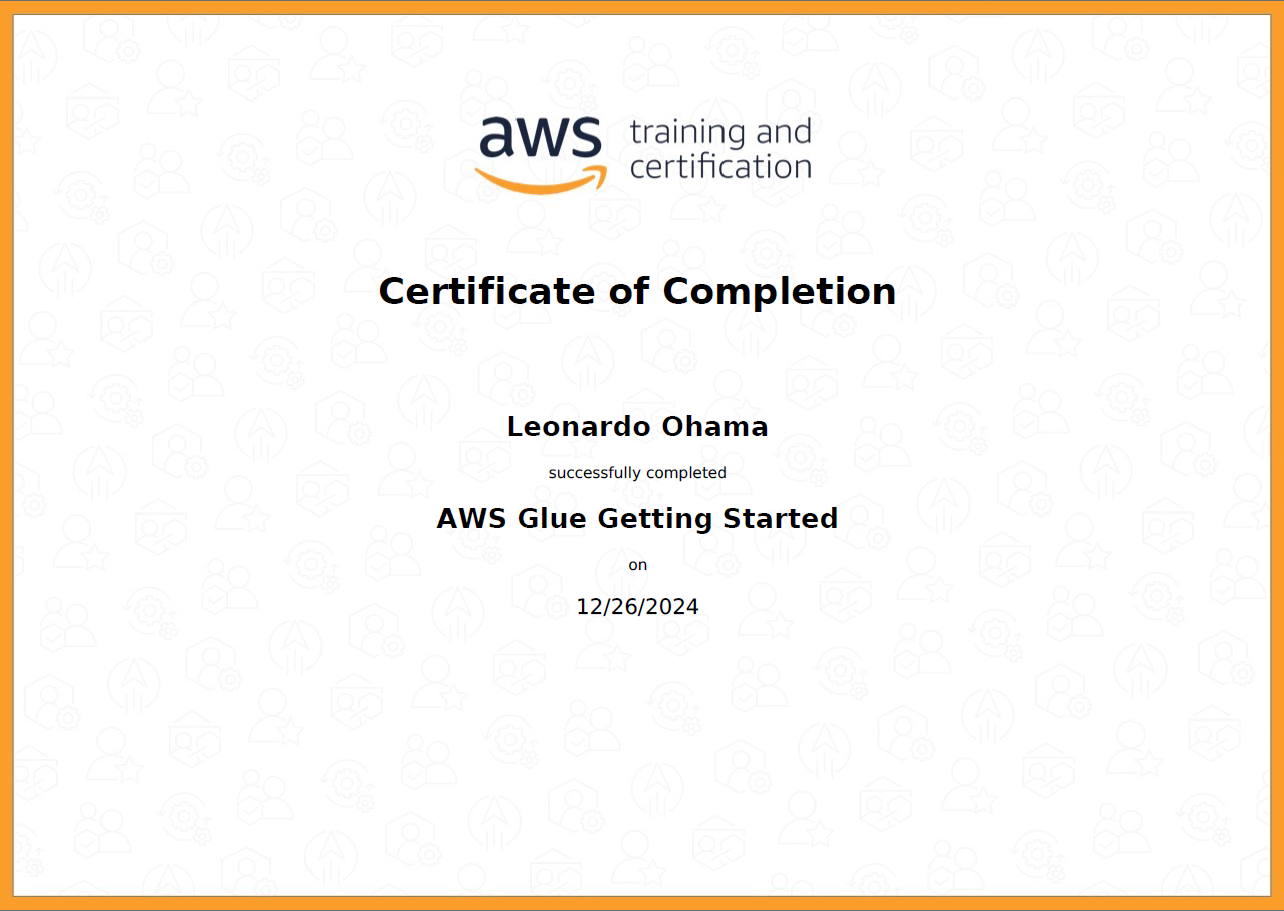 aws training and
certification
Certificate of Completion
Leonardo Ohama
successfully completed
AWS Glue Getting Started
on
12/26/2024